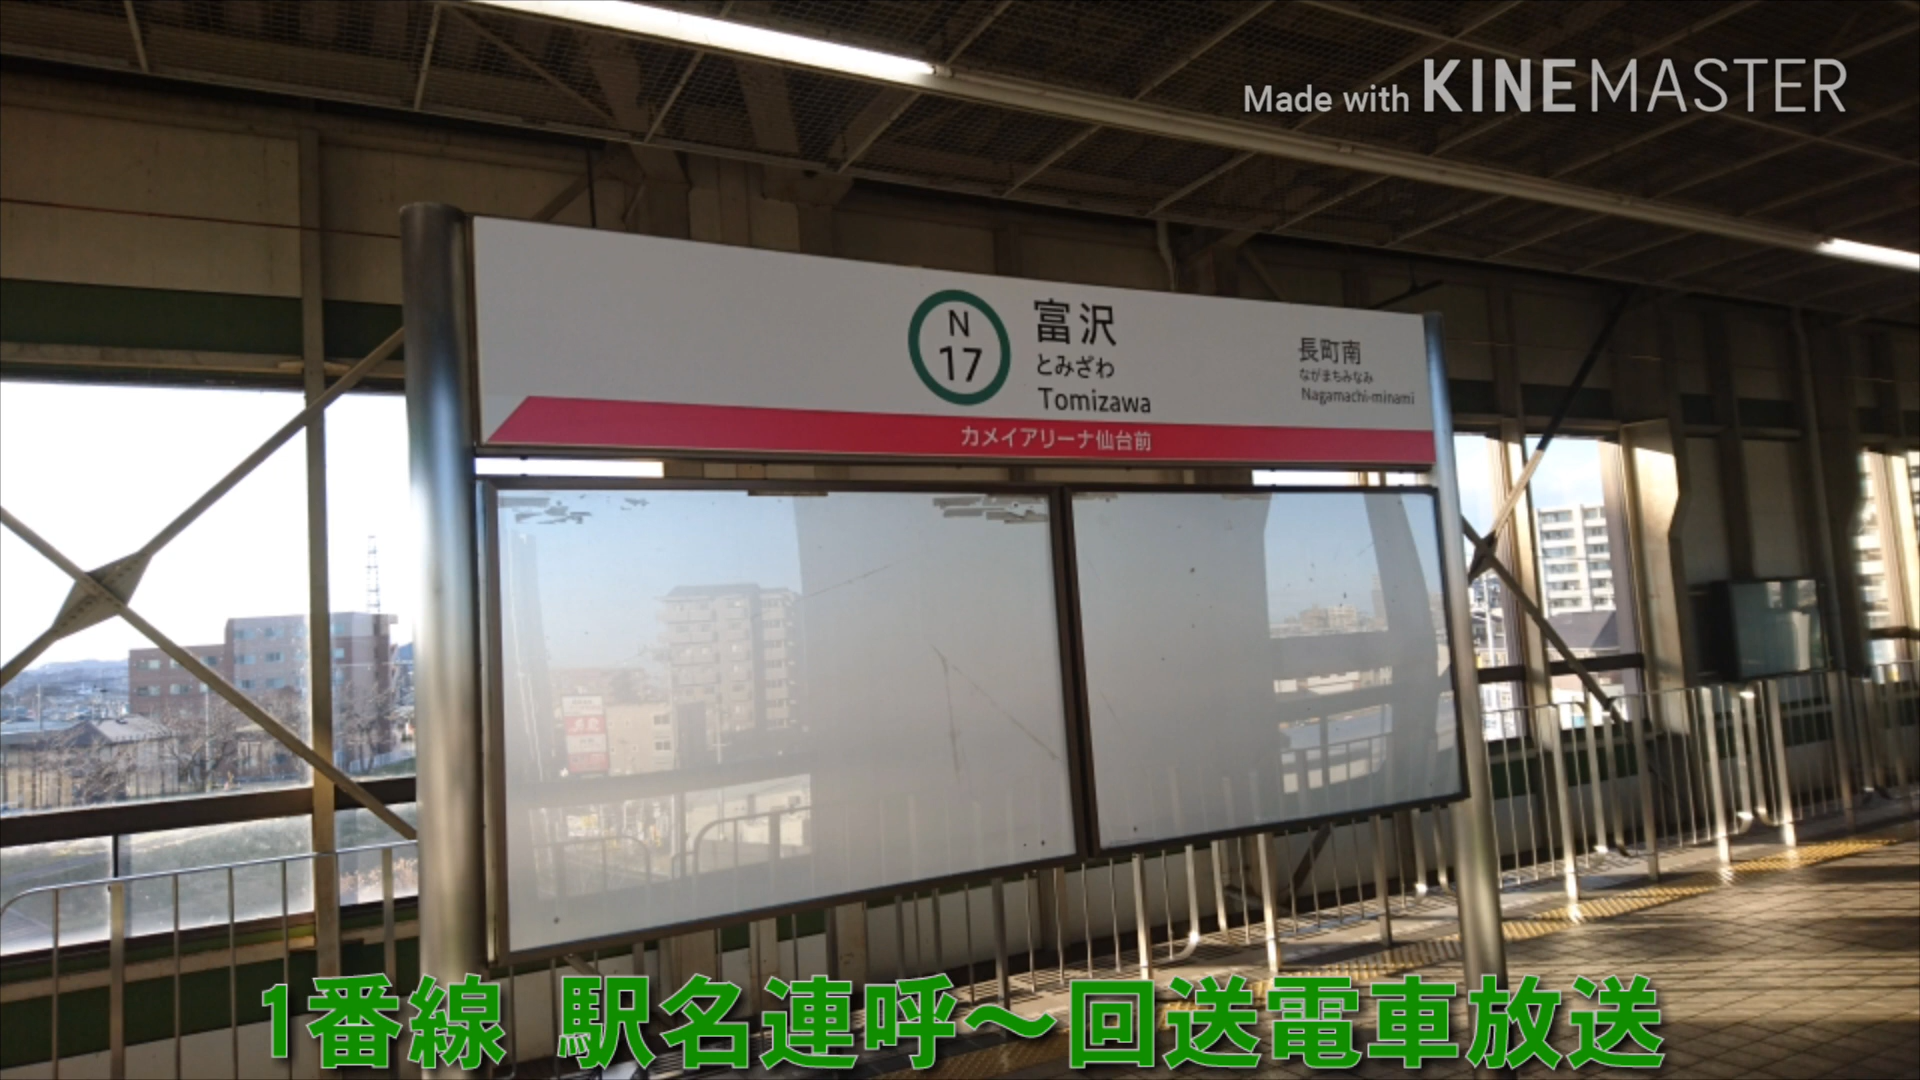 Made with KINEMASTER
N
17
富沢
とみざわ
Tomizawa
長町南
ながまちみなみ
Nagamachi-minami
カメイアリーナ仙台前
1番線 駅名連呼～回送電車放送